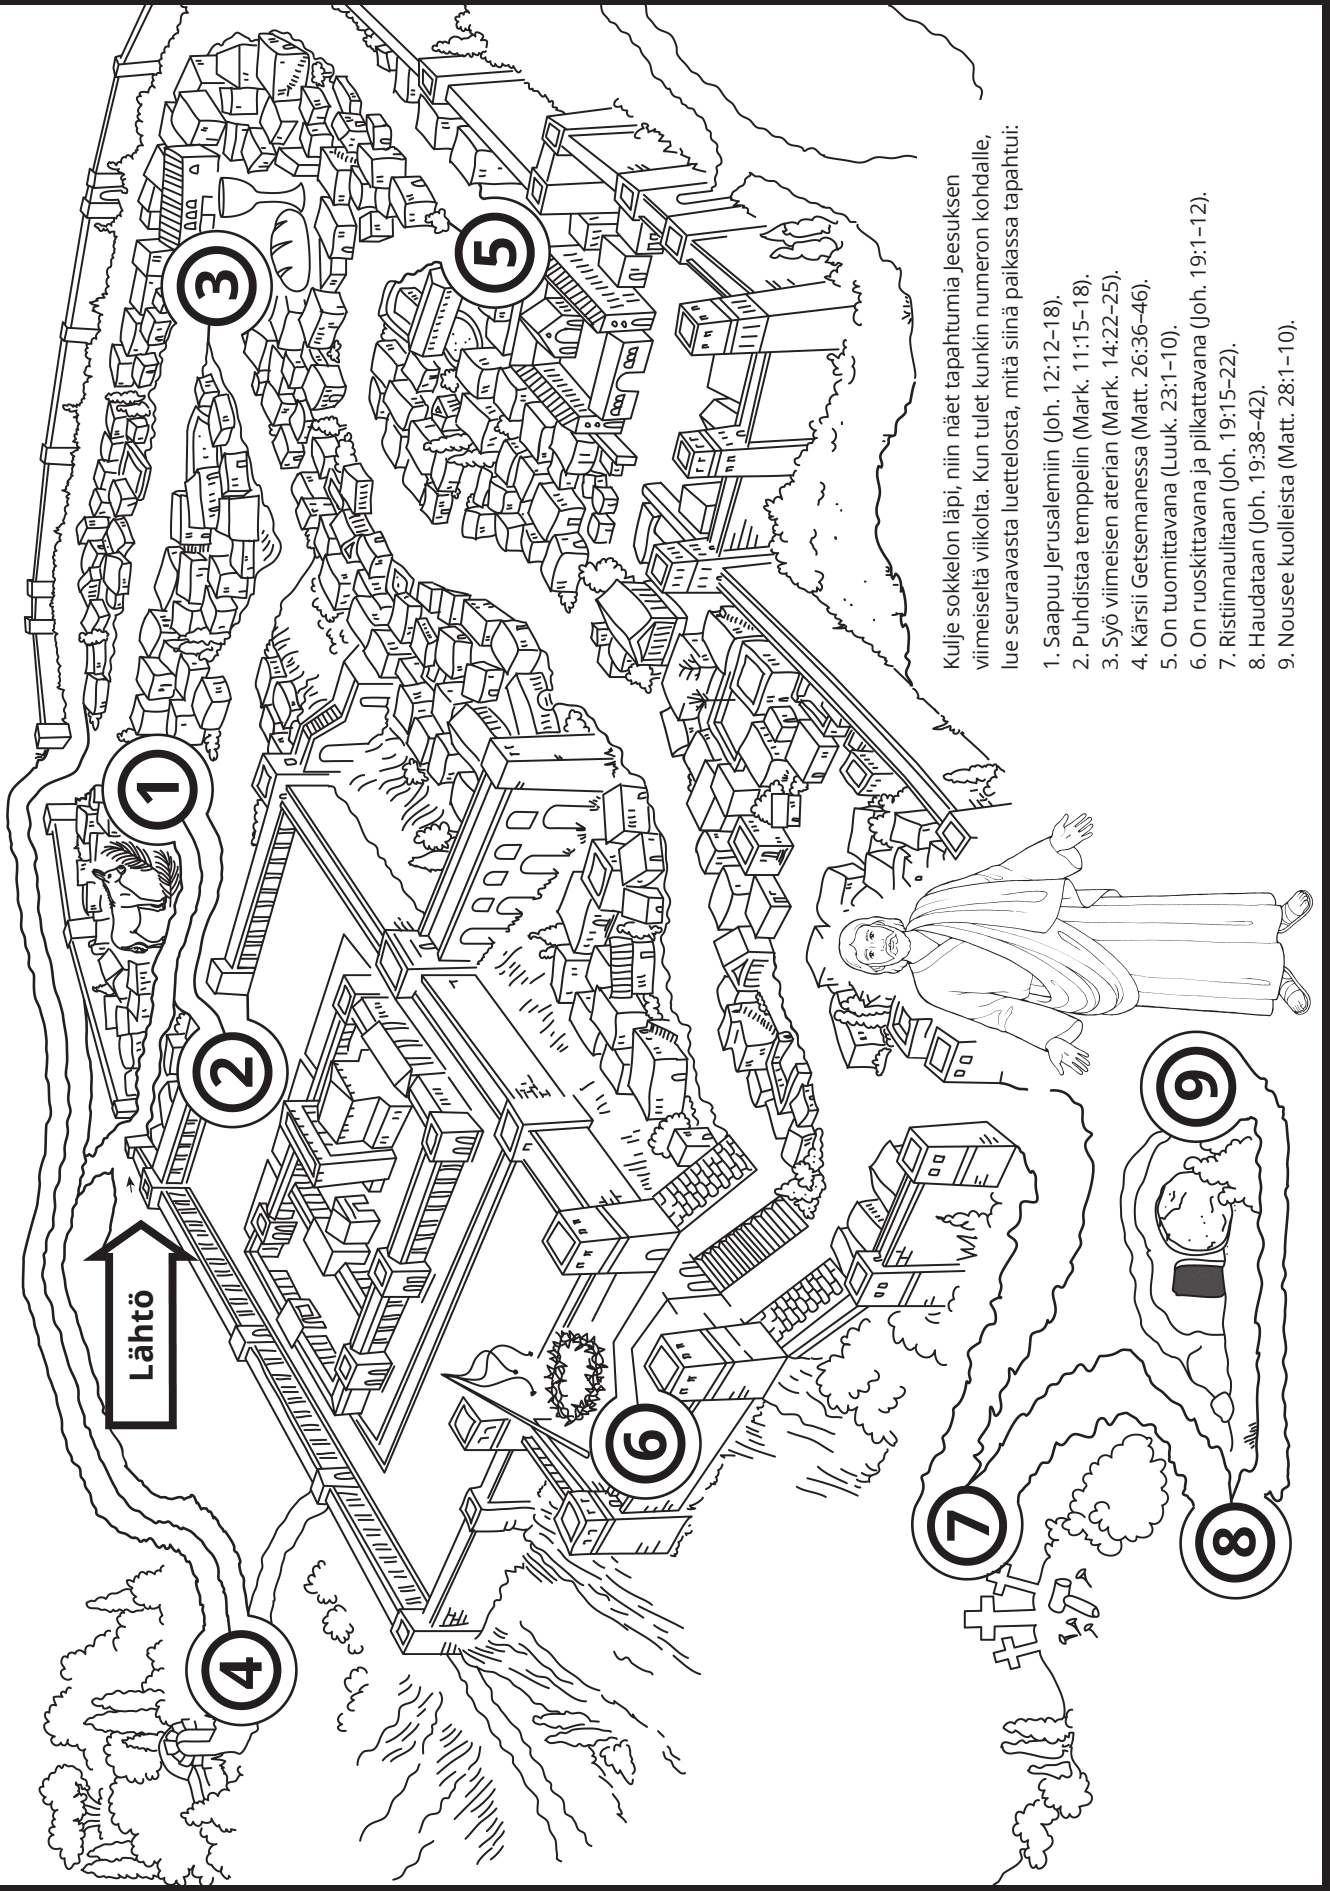 Lähtö
1
2
3
4
5
6
7
8
9
Kulje sokkelon läpi, niin näet tapahtumia Jeesuksen
viimeiseltä viikolta. Kun tulet kunkin numeron kohdalle,
lue seuraavasta luettelosta, mitä siinä paikassa tapahtui:
1. Saapuu Jerusalemiin (Joh. 12:12–18).
2. Puhdistaa temppelin (Mark. 11:15–18).
3. Syö viimeisen aterian (Mark. 14:22–25).
4. Kärsii Getsemanessa (Matt. 26:36–46).
5. On tuomittavana (Luuk. 23:1–10).
6. On ruoskittavana ja pilkattavana (Joh. 19:1–12).
7. Ristiinnaulitaan (Joh. 19:15–22).
8. Haudataan (Joh. 19:38–42).
9. Nousee kuolleista (Matt. 28:1–10).